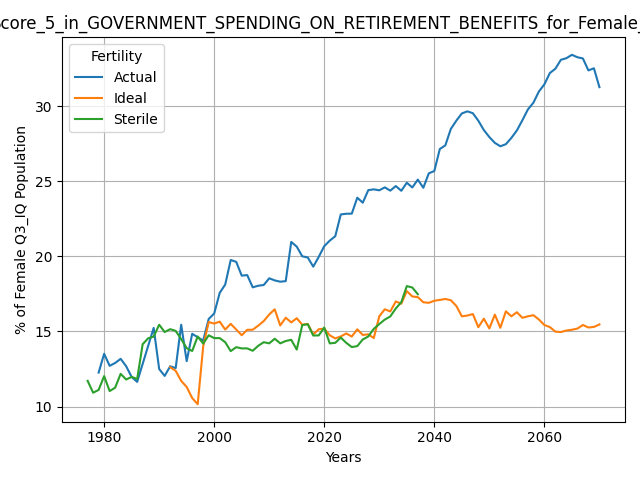 core_5_in_GOVERNMENT_SPENDING_ON_RETIREMENT_BENEFITS_for_Female_
Fertility
Actual
Ideal
Sterile
% of Female Q3_IQ Population
30
25
20
15
10
1980
2000
2020
2040
2060
Years